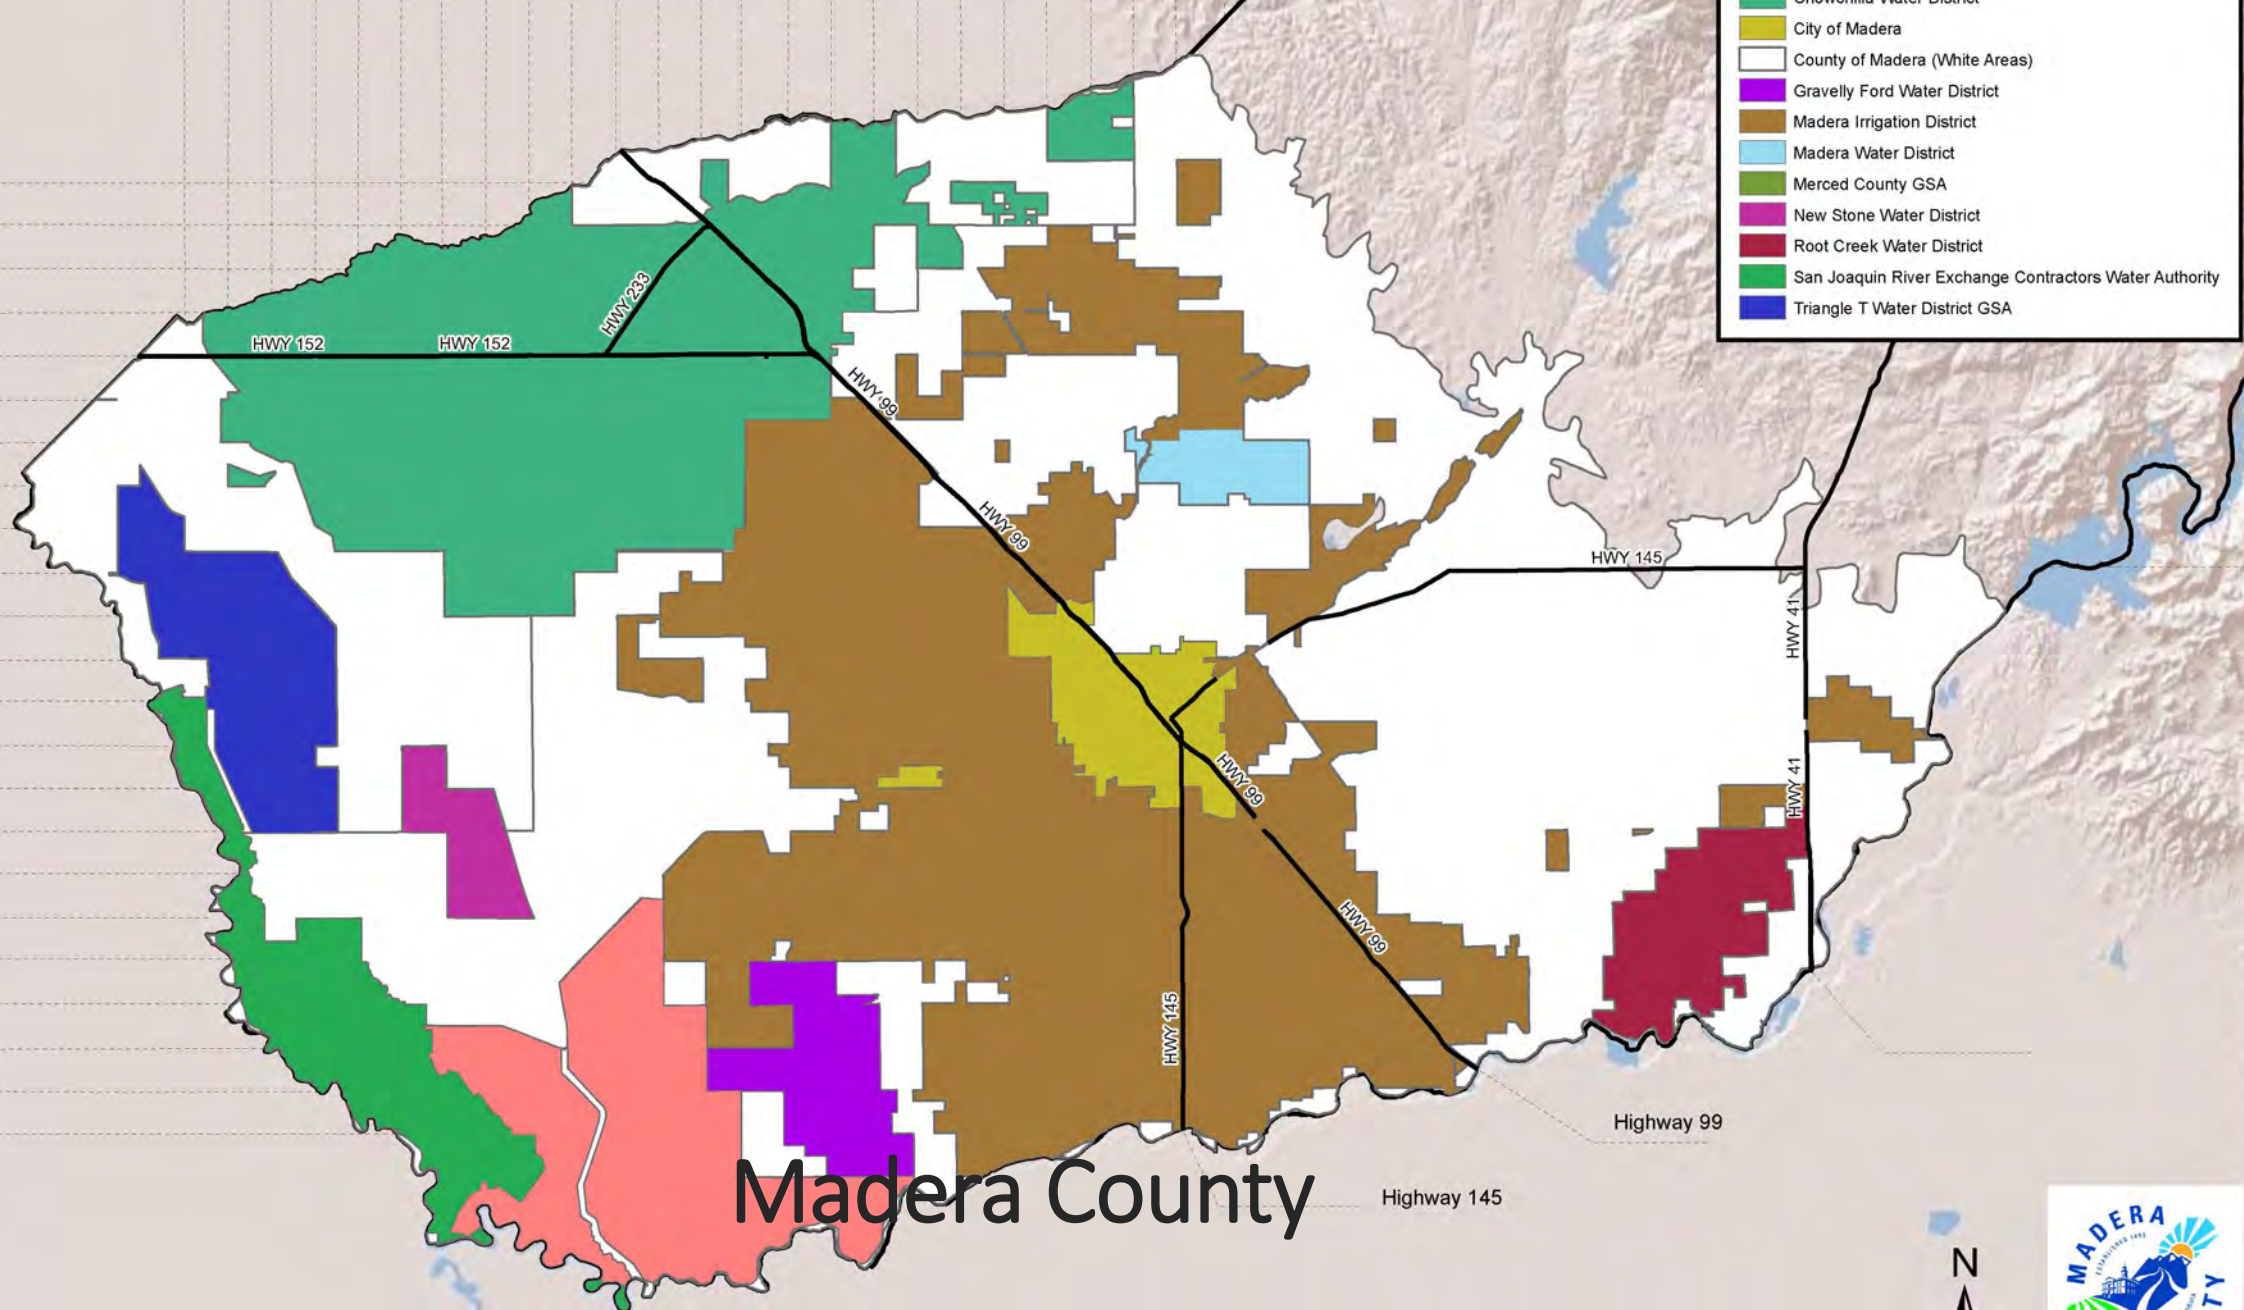 Chowchilla Water District
City of Madera
County of Madera (White Areas)
Gravelly Ford Water District
Madera Irrigation District
Madera Water District
Merced County GSA
New Stone Water District
Root Creek Water District
San Joaquin River Exchange Contractors Water Authority
Triangle T Water District GSA
HWY 233
HWY 152
HWY 152
HWY 99
HWY 99
HWY 145
HWY 41
HWY 99
HWY 41
HWY 99
HWY 145
Highway 99
Madera County
Highway 145
N
MADERA